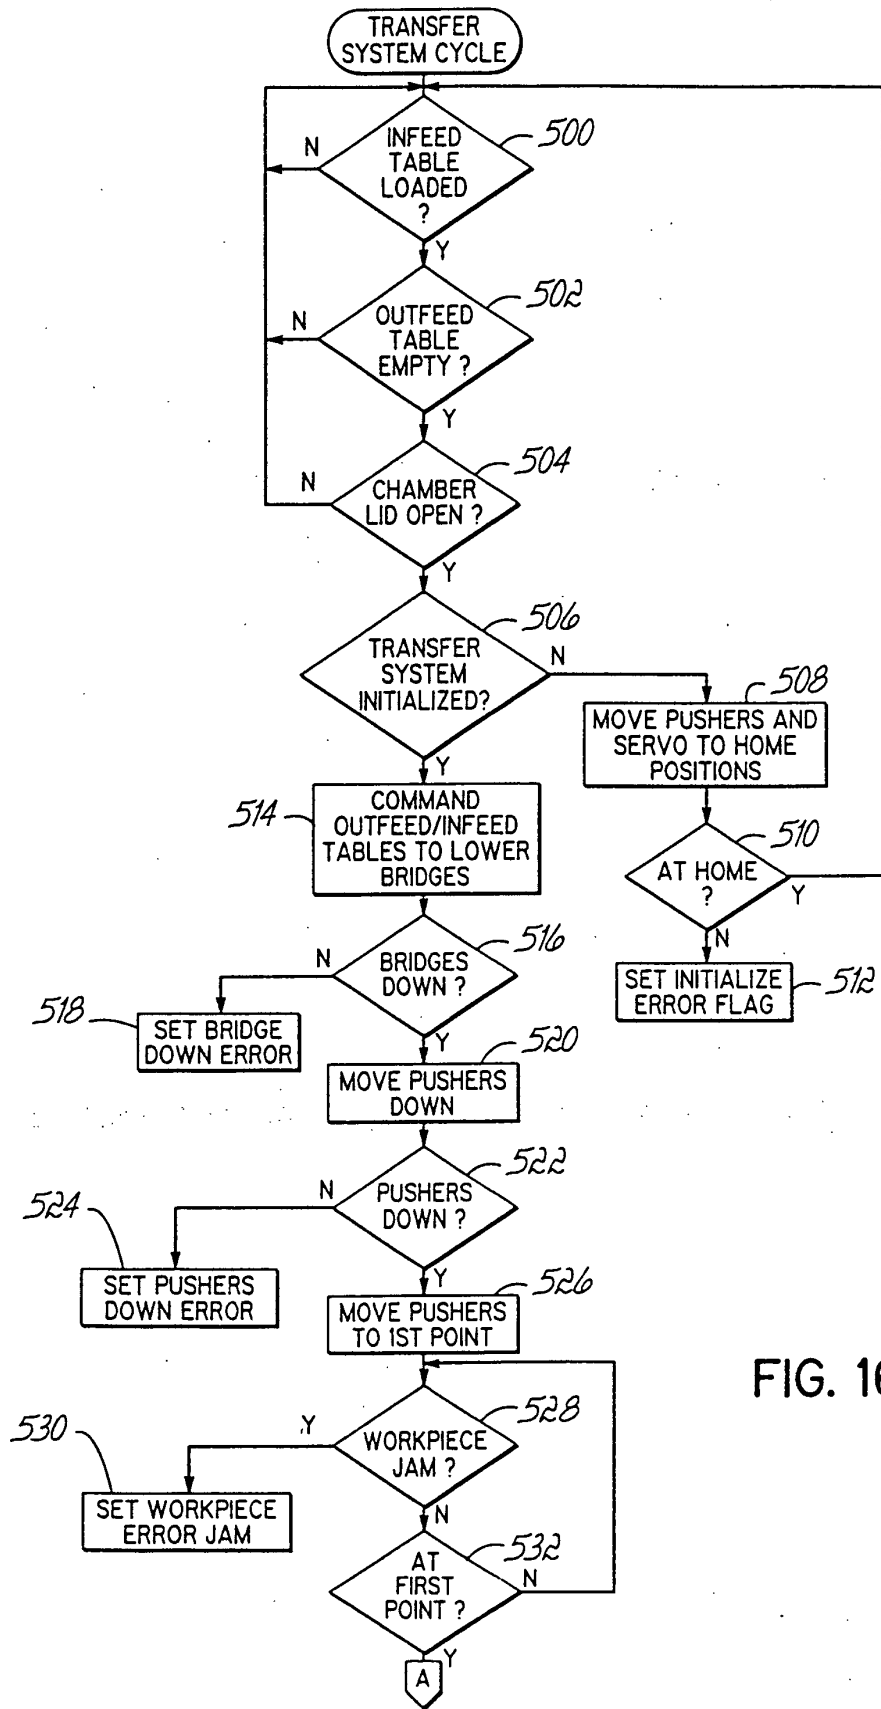 TRANSFER
SYSTEM CYCLE
500
N
INFEED
TABLE
LOADED
?
Y
502
N
OUTFEED
TABLE
EMPTY ?
Y
504
N
CHAMBER
LID OPEN ?
Y
506
TRANSFER
SYSTEM
INITIALIZED?
N
Y
508
MOVE PUSHERS AND
SERVO TO HOME
POSITIONS
514
COMMAND
OUTFEED/INFEED
TABLES TO LOWER
BRIDGES
510
AT HOME
?
Y
N
512
SET INITIALIZE
ERROR FLAG
516
N
BRIDGES
DOWN ?
Y
518
SET BRIDGE
DOWN ERROR
520
MOVE PUSHERS
DOWN
522
N
PUSHERS
DOWN ?
Y
524
SET PUSHERS
DOWN ERROR
526
MOVE PUSHERS
TO 1ST POINT
FIG. 16
528
Y
WORKPIECE
JAM ?
N
530
SET WORKPIECE
ERROR JAM
532
AT
FIRST
POINT ?
N
Y
A